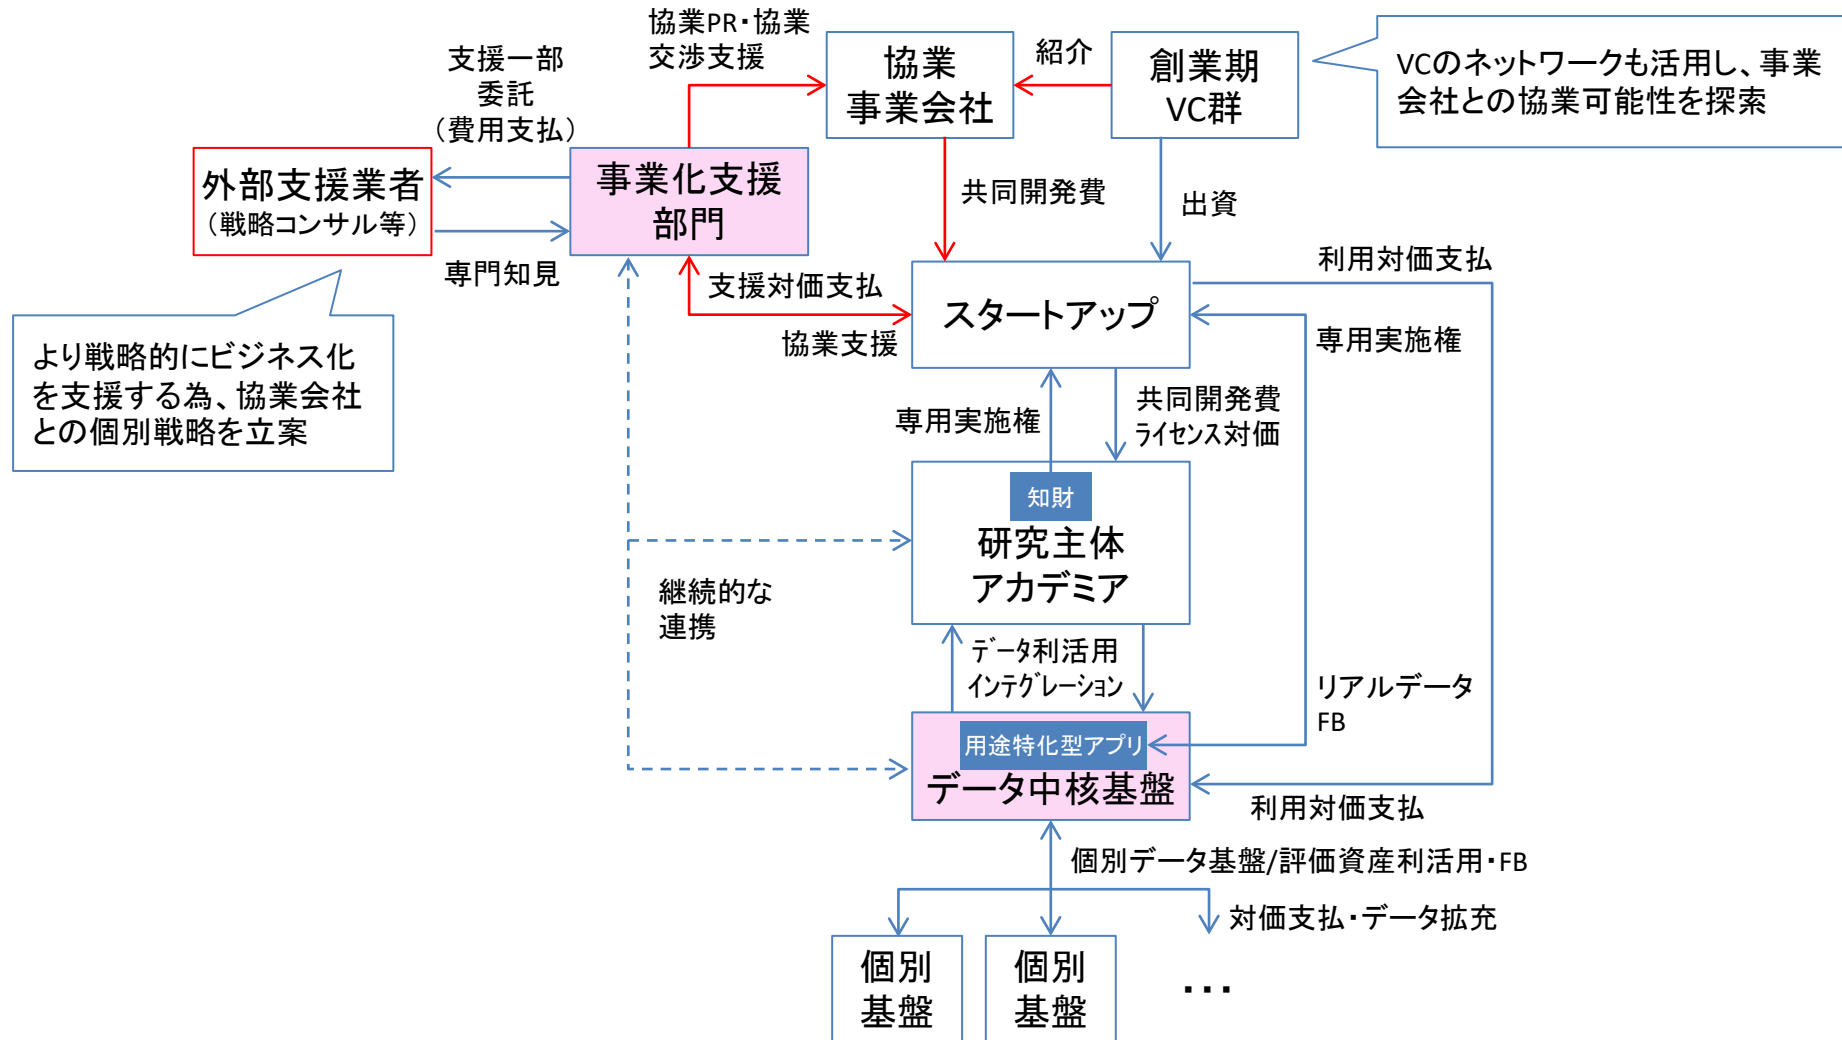 協業PR・協業
交渉支援
支援一部
委託
（費用支払）
協業
事業会社
紹介
創業期
VC群
VCのネットワークも活用し、事業
会社との協業可能性を探索
外部支援業者
（戦略コンサル等）
事業化支援
部門
共同開発費
出資
専門知見
支援対価支払
協業支援
スタートアップ
利用対価支払
専用実施権
より戦略的にビジネス化
を支援する為、協業会社
との個別戦略を立案
専用実施権
共同開発費
ﾗｲｾﾝｽ対価
知財
研究主体
アカデミア
継続的な
連携
ﾃﾞｰﾀ利活用
ｲﾝﾃｸﾞﾚｰｼｮﾝ
リアルデータ
FB
用途特化型アプリ
データ中核基盤
利用対価支払
個別データ基盤/評価資産利活用・FB
対価支払・データ拡充
個別
基盤
個別
基盤
・・・